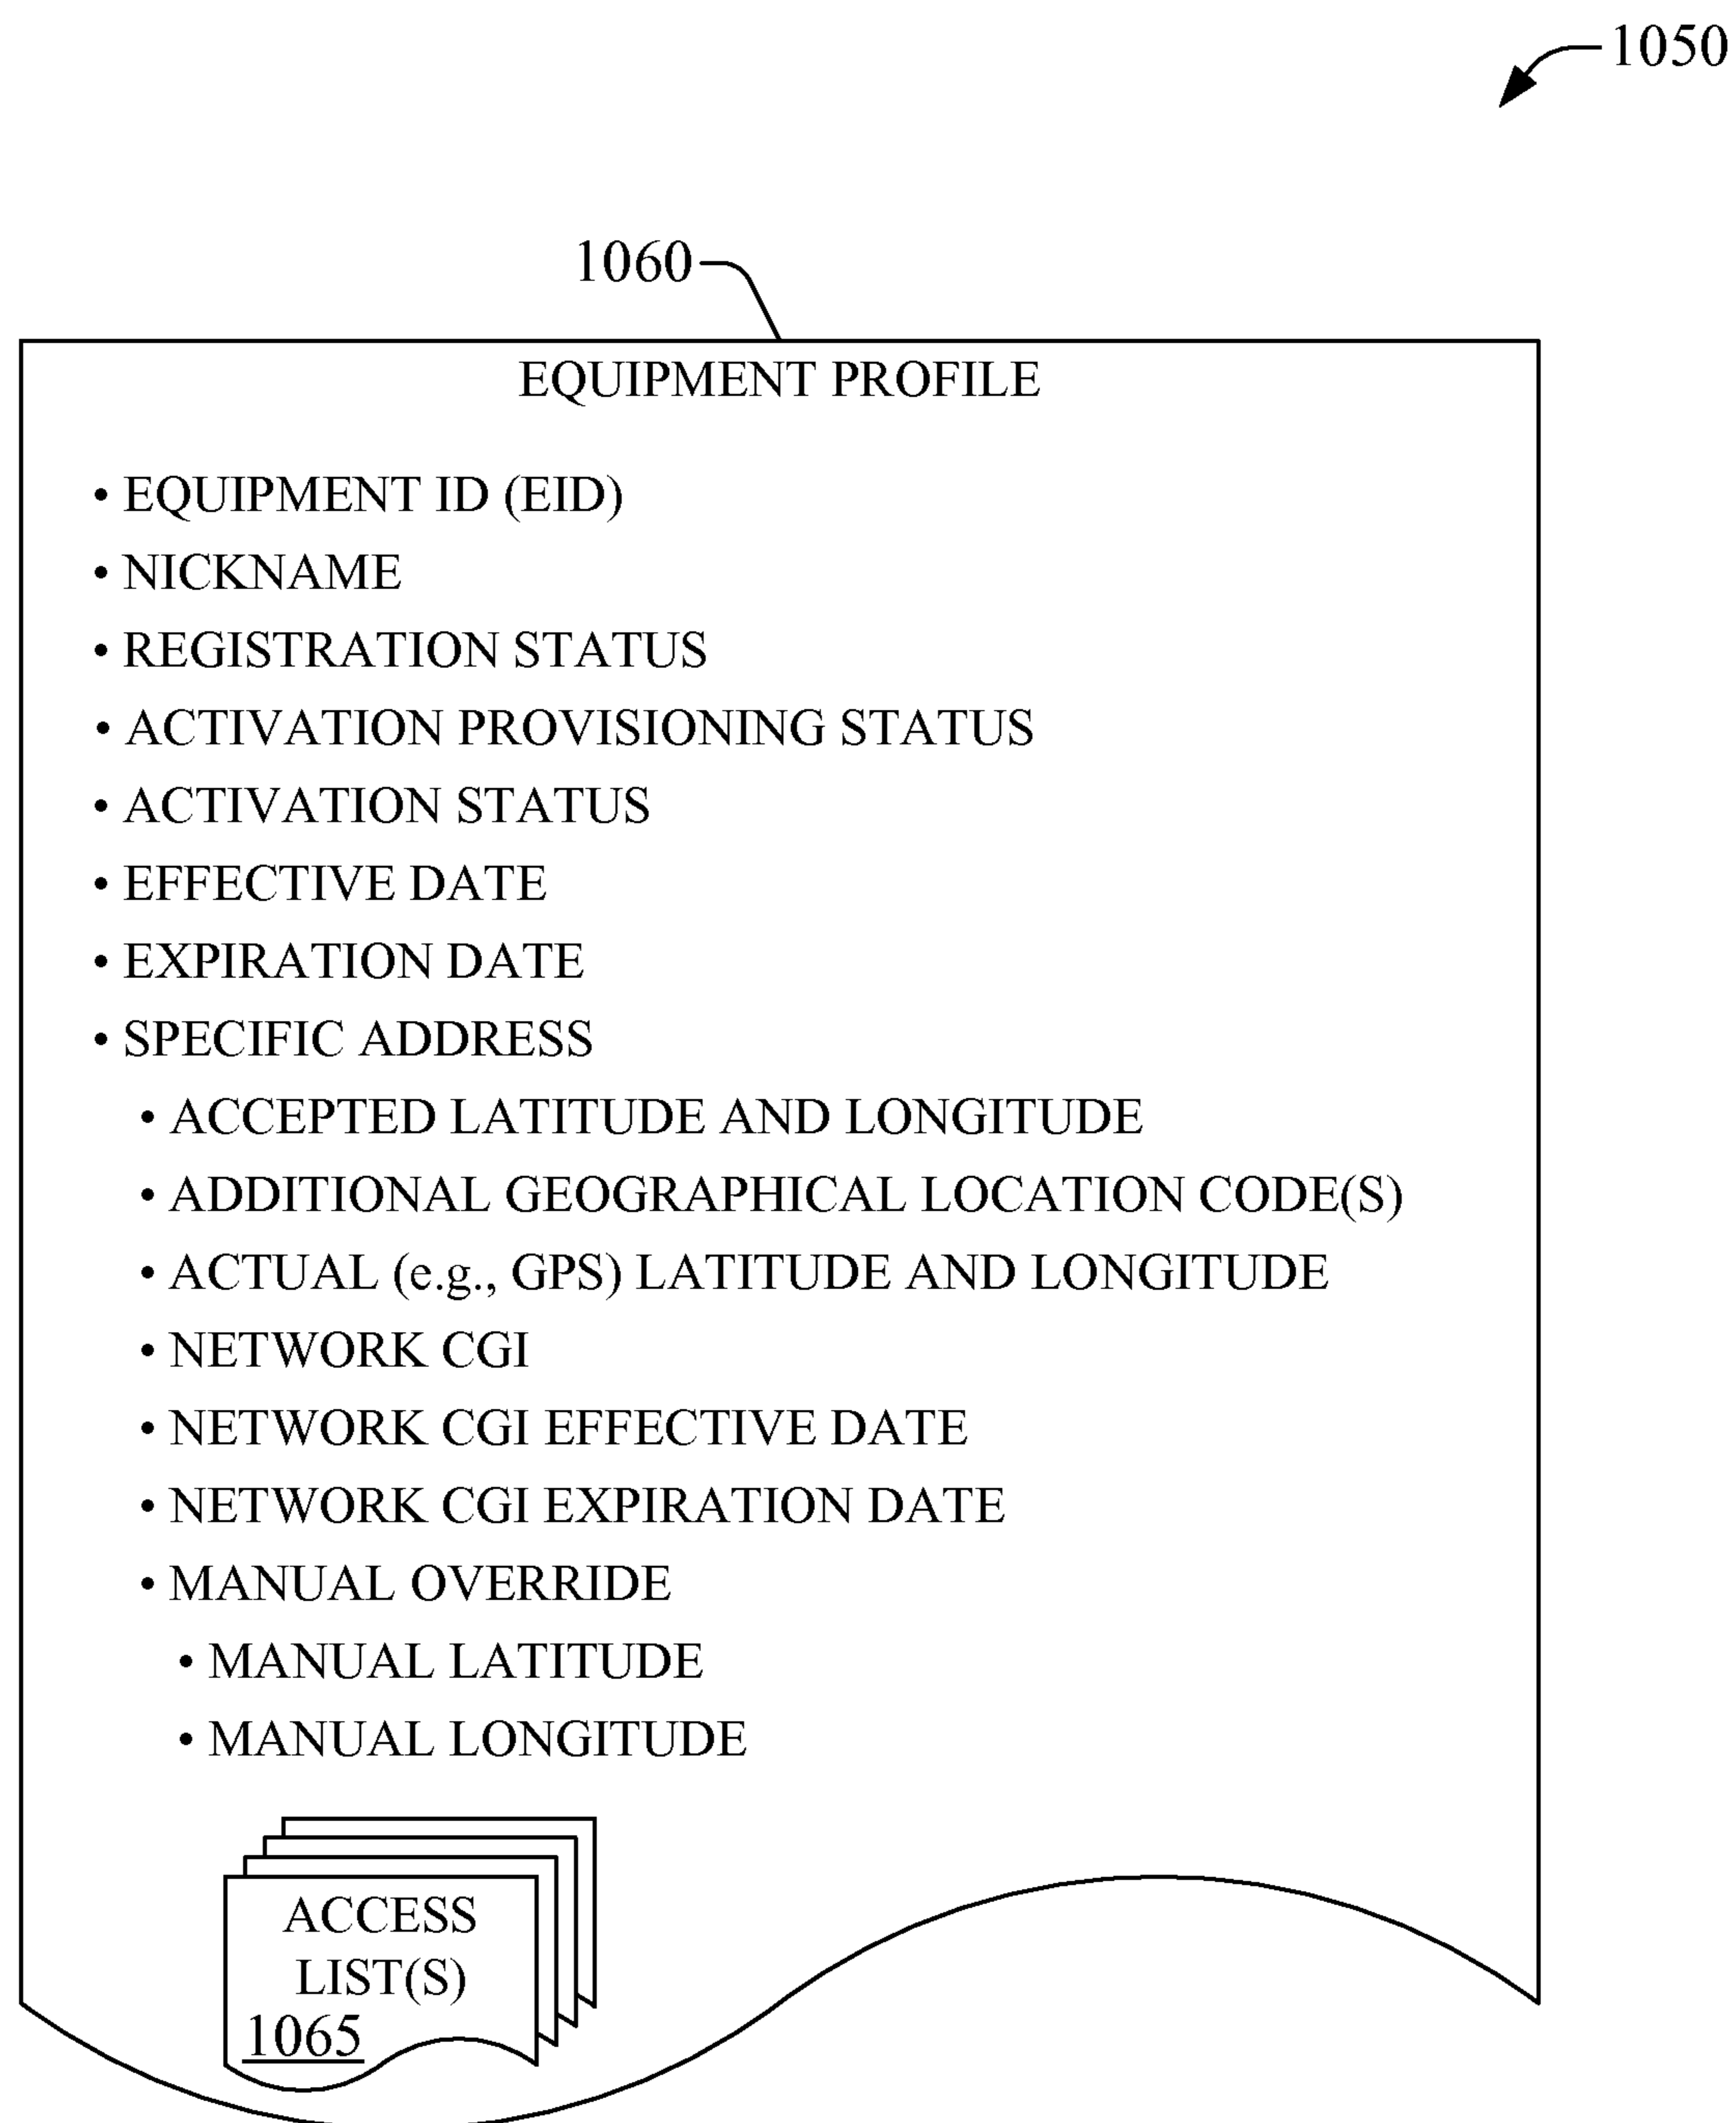 1050
1060
EQUIPMENT PROFILE
• EQUIPMENT ID (EID)
• NICKNAME
• REGISTRATION STATUS
• ACTIVATION PROVISIONING STATUS
• ACTIVATION STATUS
• EFFECTIVE DATE
• EXPIRATION DATE
• SPECIFIC ADDRESS
• ACCEPTED LATITUDE AND LONGITUDE
• ADDITIONAL GEOGRAPHICAL LOCATION CODE(S)
• ACTUAL (e.g., GPS) LATITUDE AND LONGITUDE
• NETWORK CGI
• NETWORK CGI EFFECTIVE DATE
• NETWORK CGI EXPIRATION DATE
• MANUAL OVERRIDE
• MANUAL LATITUDE
• MANUAL LONGITUDE
ACCESS
LIST(S)
1065